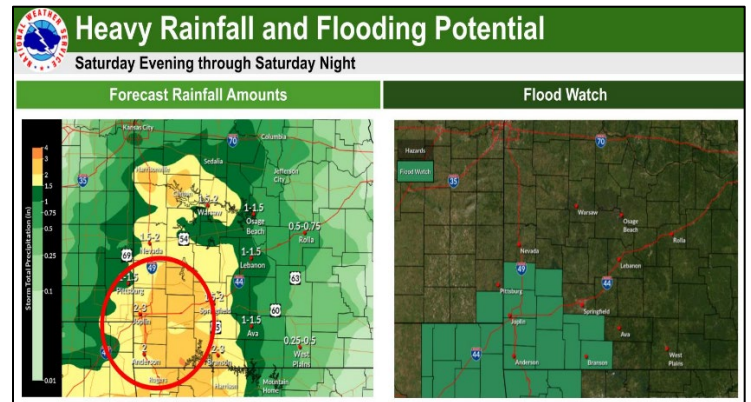 NATIONAL WEATHER SERVICE
Heavy Rainfall and Flooding Potential
Saturday Evening through Saturday Night
Forecast Rainfall Amounts
Flood Watch
Storm Total Precipitation (in)
4
3
2
1.5
1
0.75
0.5
0.25
0.1
0.01
Kansas City
70
Columbia
35
Harrisonville
Sedalia
Jefferson City
Warsaw
1-1.5
Osage Beach
0.5-0.75
Rolla
1.5-2
Nevada
54
69
49
1-1.5
Lebanon
44
63
Pittsburg
2-3
Joplin
Springfield
60
1-1.5
Ava
0.25-0.5
West Plains
2
Anderson
2-3
Branson
Rogers
Harrison
Mountain Home
Hazards
Flood Watch
35
70
Warsaw
Osage Beach
Rolla
Nevada
49
Lebanon
44
Pittsburg
Springfield
Joplin
Ava
44
Anderson
Branson
West Plains